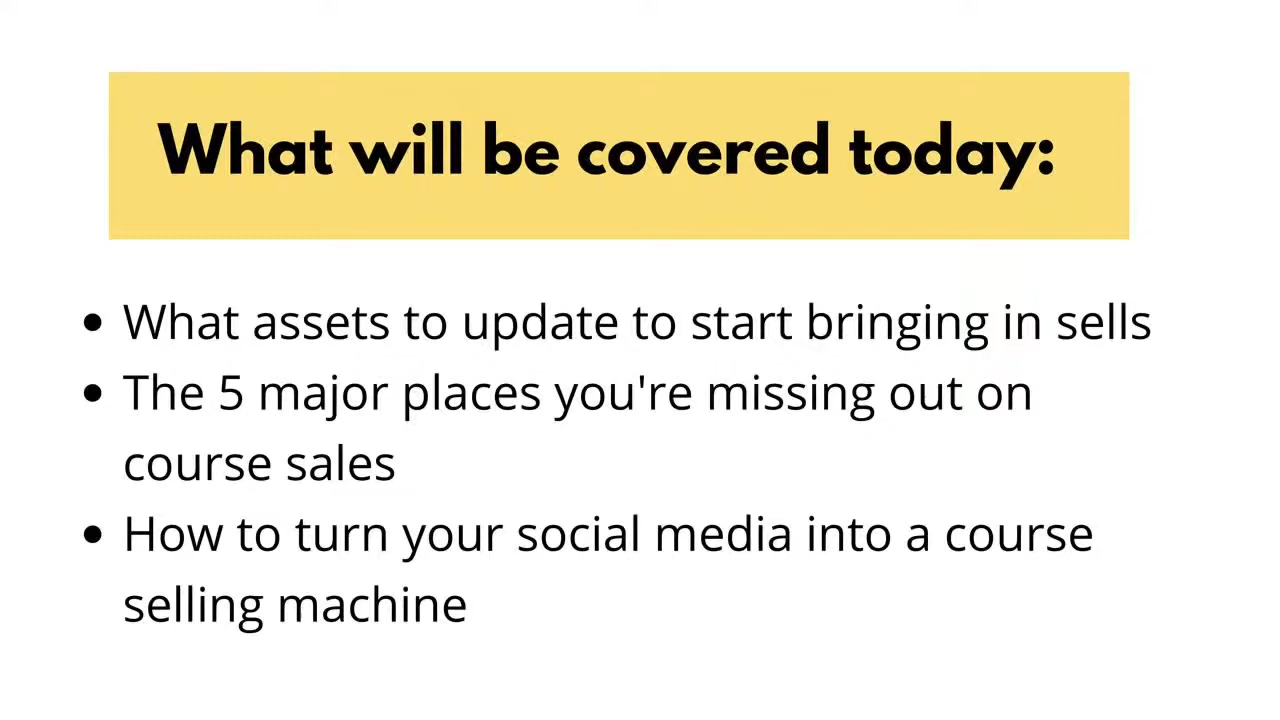 What will be covered today:
• What assets to update to start bringing in sells
• The 5 major places you're missing out on
course sales
• How to turn your social media into a course
selling machine